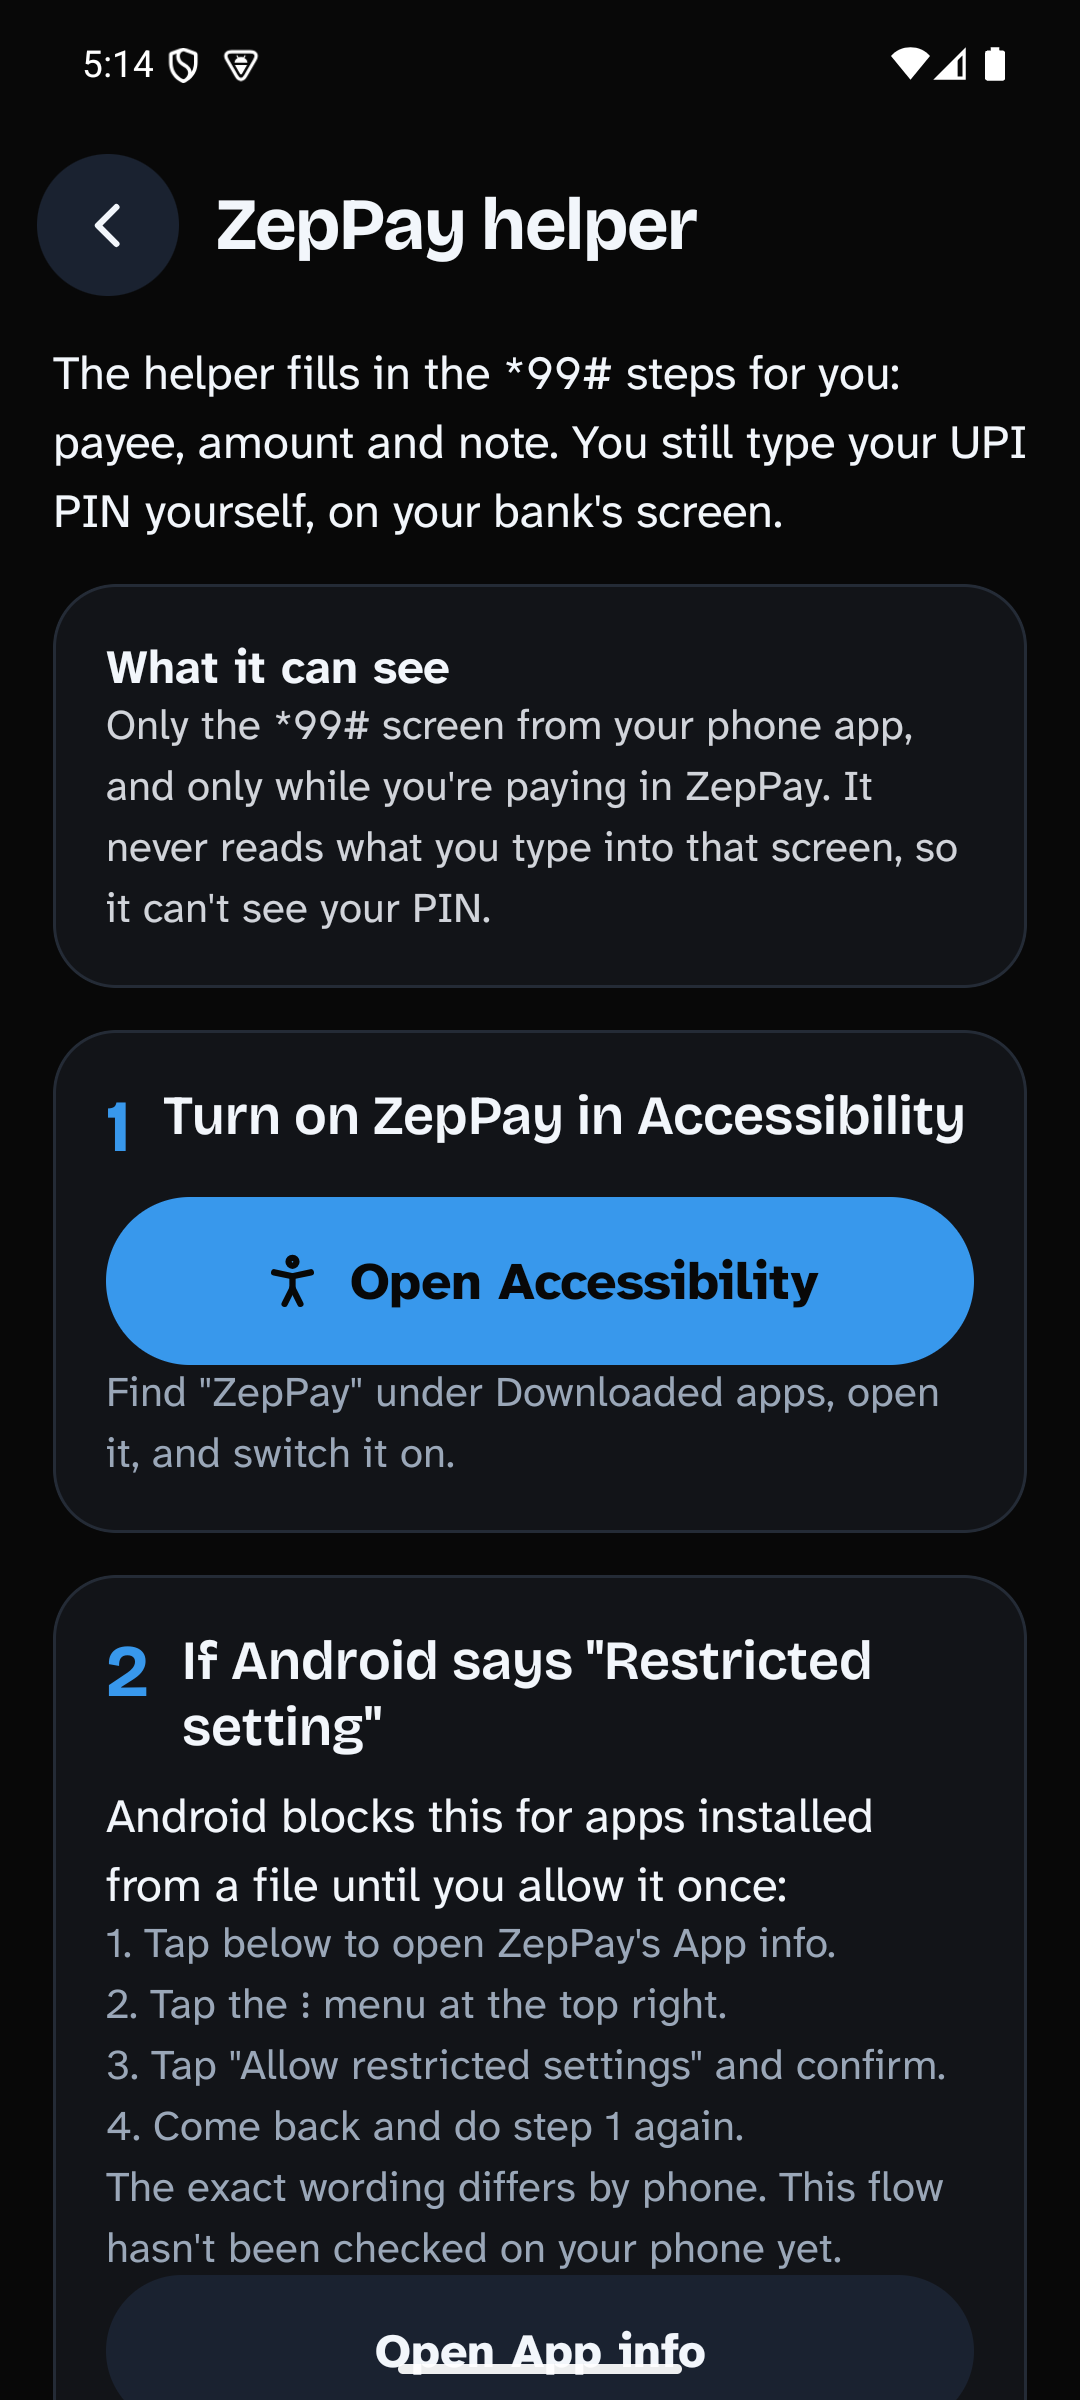 5:14
ZepPay helper
The helper fills in the *99# steps for you:
payee, amount and note. You still type your UPI
PIN yourself, on your bank's screen.
What it can see
Only the *99# screen from your phone app,
and only while you're paying in ZepPay. It
never reads what you type into that screen, so
it can't see your PIN.
1 Turn on ZepPay in Accessibility
Open Accessibility
Find "ZepPay" under Downloaded apps, open
it, and switch it on.
2 If Android says "Restricted
setting"
Android blocks this for apps installed
from a file until you allow it once:
1. Tap below to open ZepPay's App info.
2. Tap the ⋮ menu at the top right.
3. Tap "Allow restricted settings" and confirm.
4. Come back and do step 1 again.
The exact wording differs by phone. This flow
hasn't been checked on your phone yet.
Open App info